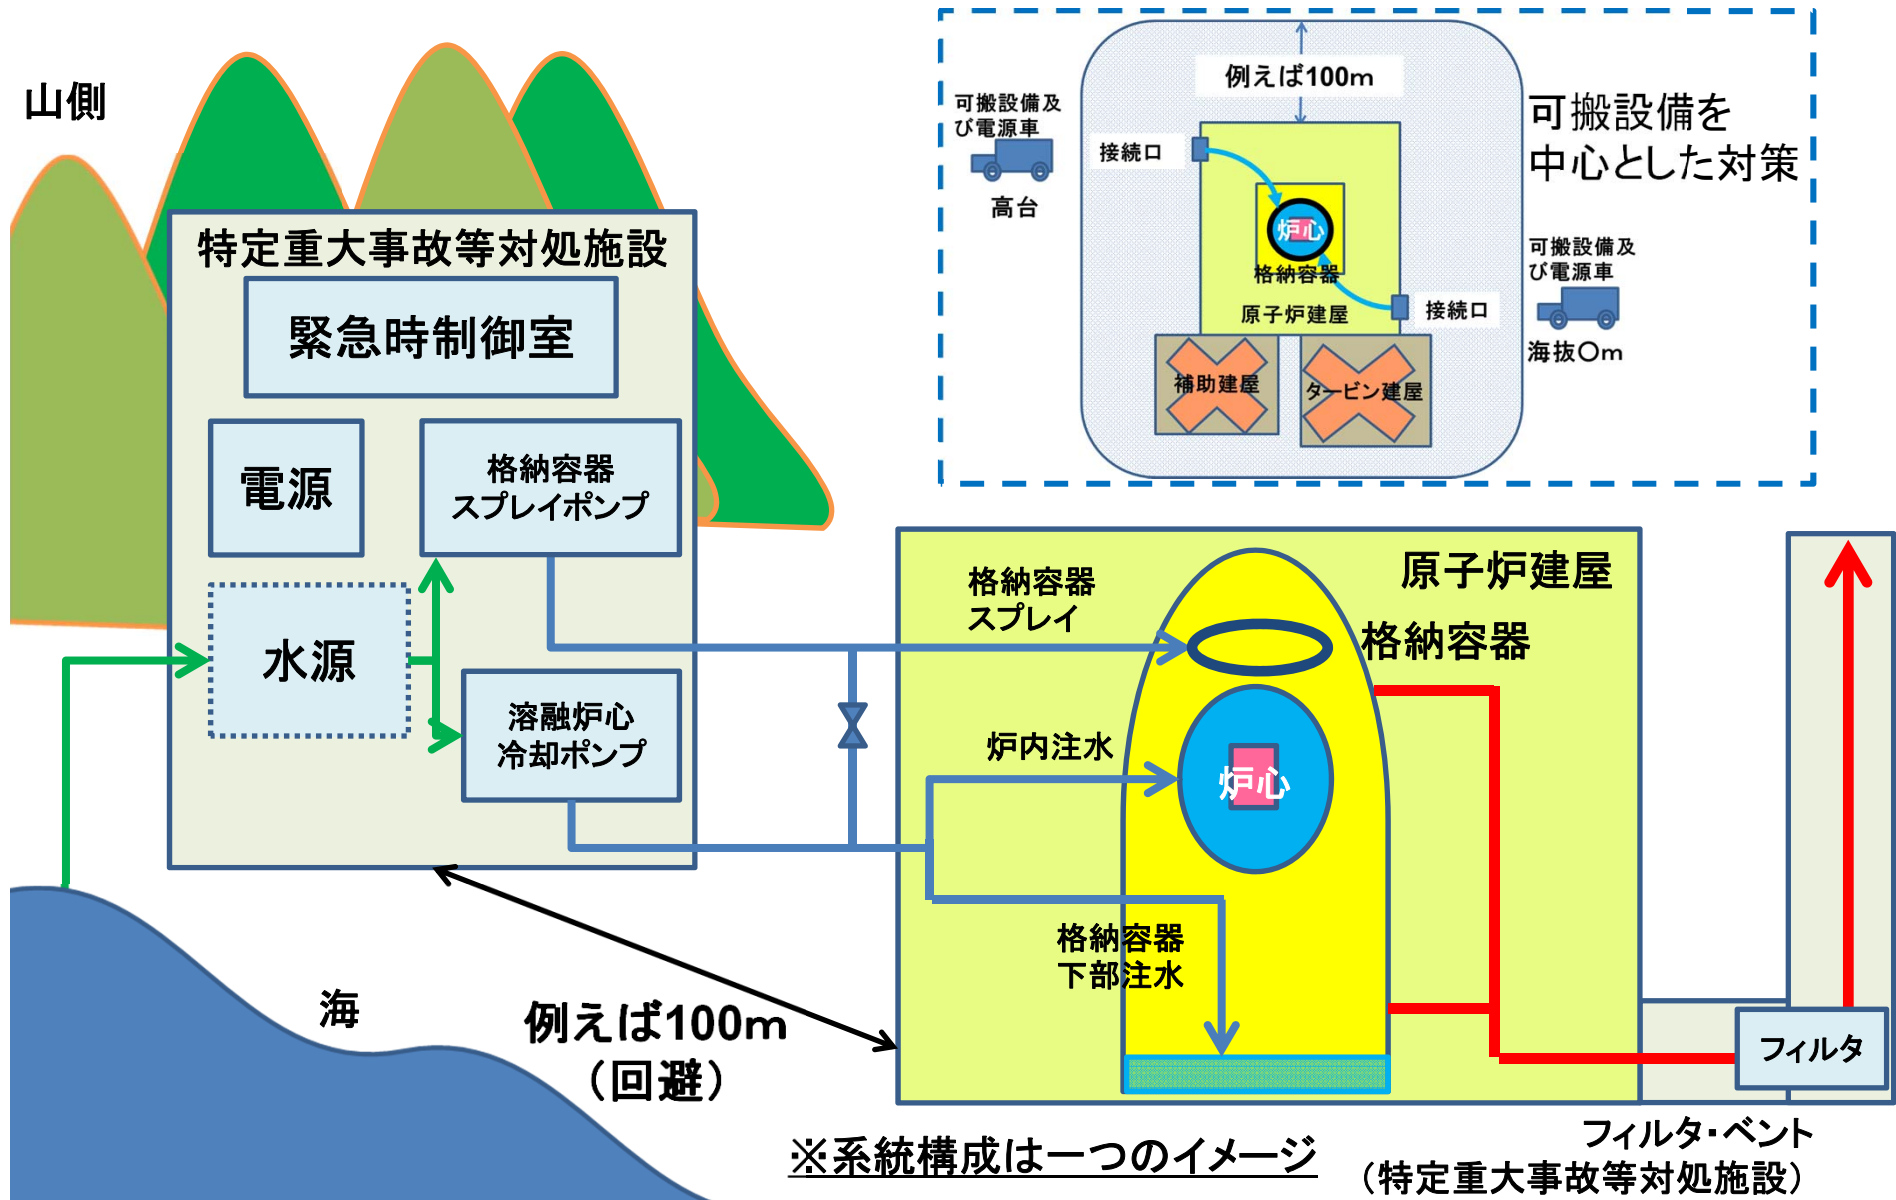 山側
特定重大事故等対処施設
緊急時制御室
電源
格納容器
スプレイポンプ
水源
溶融炉心
冷却ポンプ
海
例えば100m
（回避）
例えば100m
可搬設備及
び電源車
高台
接続口
炉心
格納容器
原子炉建屋
接続口
補助建屋
タービン建屋
可搬設備を
中心とした対策
可搬設備及
び電源車
海抜〇m
原子炉建屋
格納容器
格納容器
スプレイ
炉内注水
炉心
格納容器
下部注水
フィルタ
フィルタ・ベント
（特定重大事故等対処施設）
※系統構成は一つのイメージ